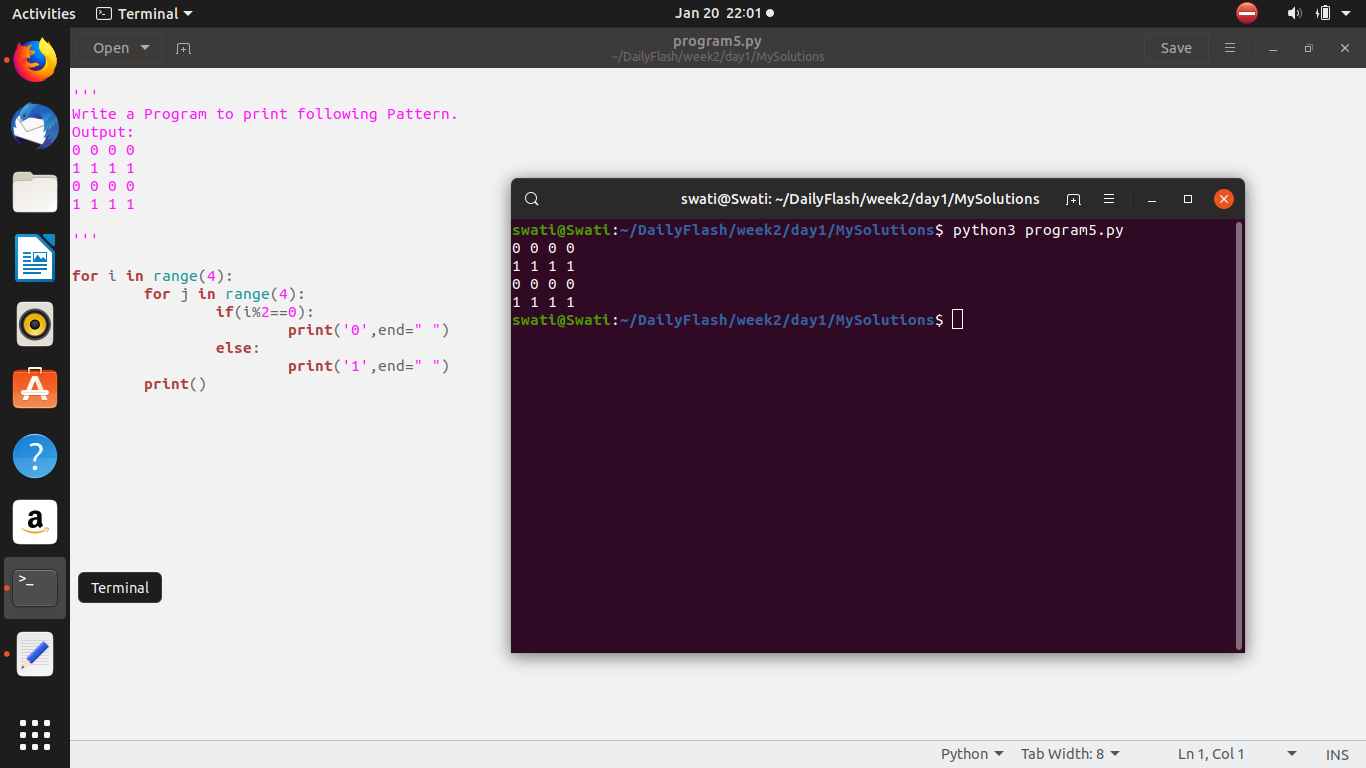 Activities Terminal Jan 20 22:01
Open program5.py Save
~/DailyFlash/week2/day1/MySolutions
'''
Write a Program to print following Pattern.
Output:
0 0 0 0
1 1 1 1
0 0 0 0
1 1 1 1
'''
for i in range(4):
        for j in range(4):
                if(i%2==0):
                        print('0',end=" ")
                else:
                        print('1',end=" ")
        print()
swati@Swati: ~/DailyFlash/week2/day1/MySolutions
swati@Swati:~/DailyFlash/week2/day1/MySolutions$ python3 program5.py
0 0 0 0
1 1 1 1
0 0 0 0
1 1 1 1
swati@Swati:~/DailyFlash/week2/day1/MySolutions$
?
a
>_
Terminal
Python Tab Width: 8 Ln 1, Col 1 INS